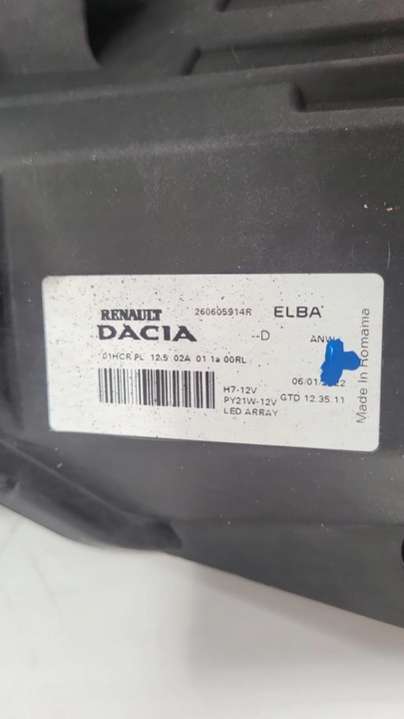 RENAULT 260605914R ELBA
DACIA --D
01HCR PL 12.5 02A 01 1a 00RL
H7-12V
PY21W-12V GTD 12.35.11
LED ARRAY
Made In Romania